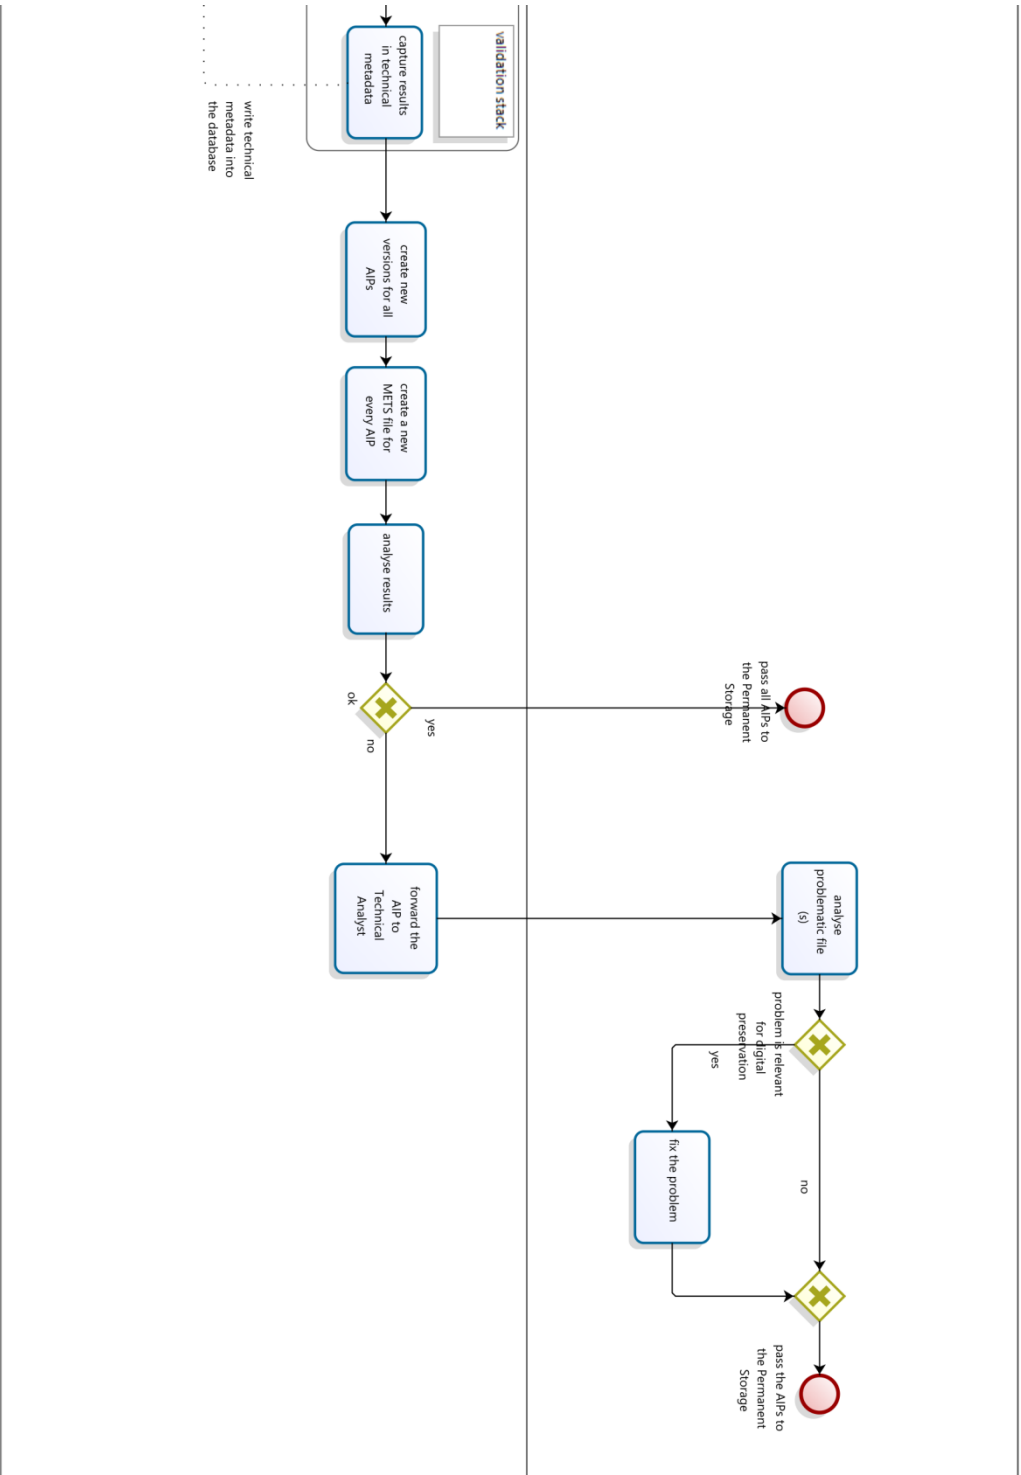 validation stack
capture results
in technical
metadata
write technical
metadata into
the database
create new
versions for all
AIPs
create a new
METS file for
every AIP
analyse results
ok
yes
no
pass all AIPs to
the Permanent
Storage
forward the
AIP to
Technical
Analyst
analyse
problematic file
(s)
problem is relevant
for digital
preservation
yes
no
fix the problem
pass the AIPs to
the Permanent
Storage